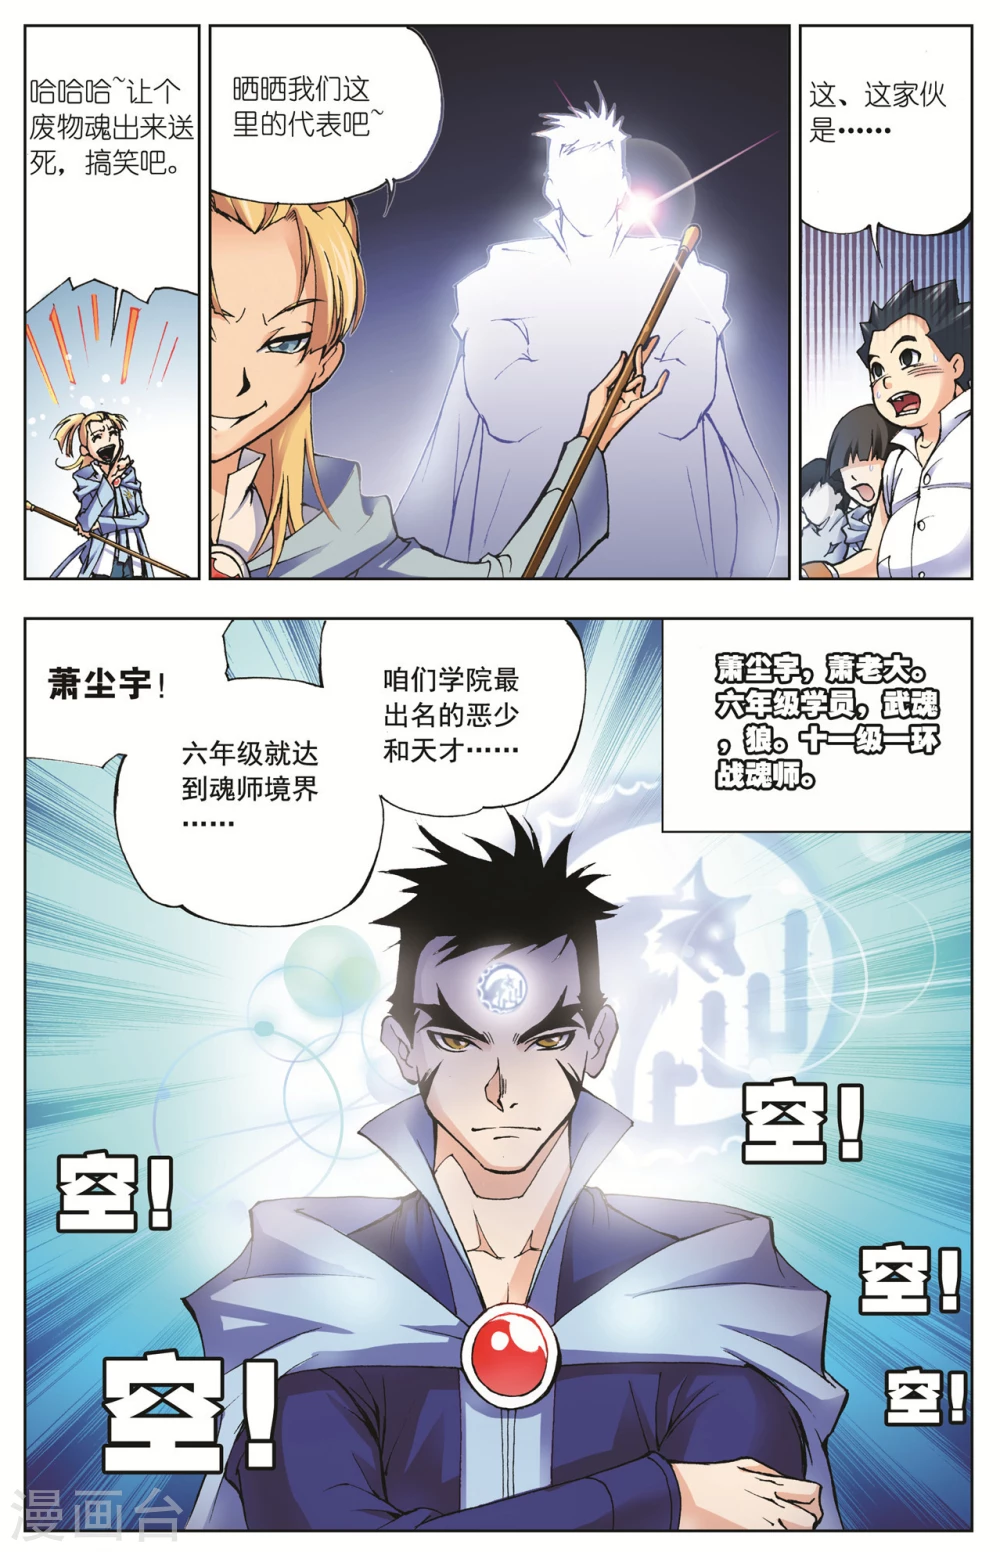 哈哈哈~让个
废物魂出来送
死，搞笑吧。
晒晒我们这
里的代表吧~
这、这家伙
是……
萧尘宇！
六年级就达
到魂师境界
……
咱们学院最
出名的恶少
和天才……
萧尘宇，萧老大。
六年级学员，武魂
，狼。十一级一环
战魂师。
空！
空！
空！
空！
空！
漫画台